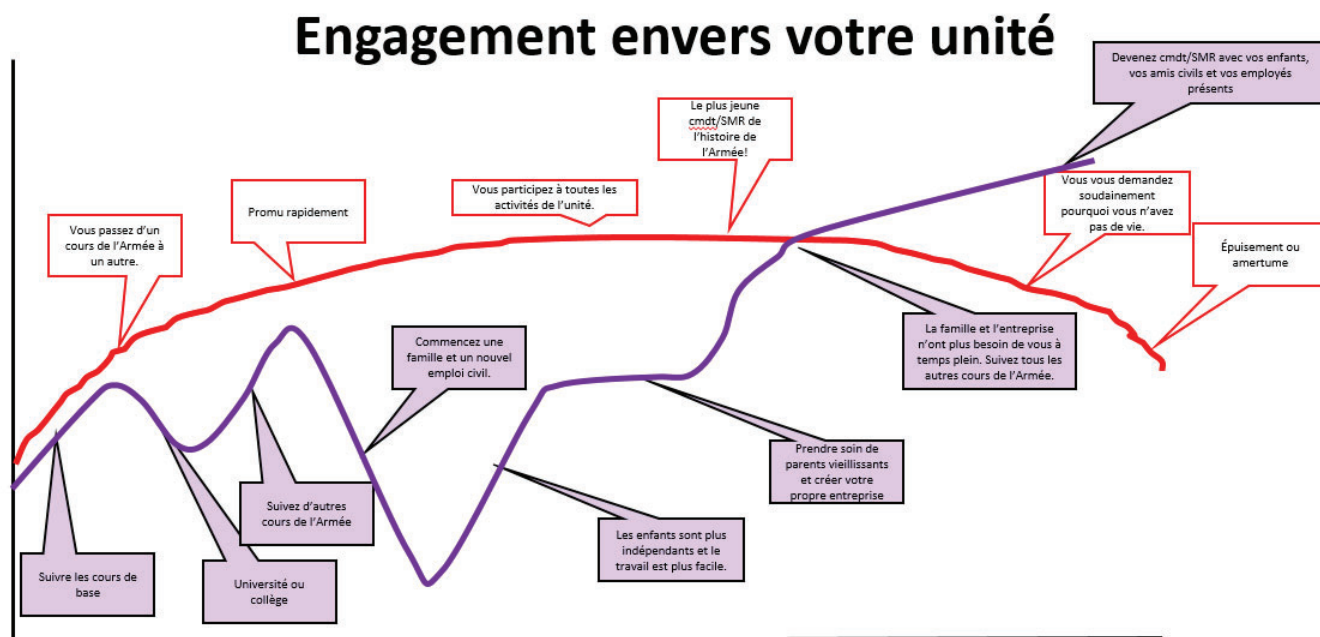 Engagement envers votre unité
Devenez cmdt/SMR avec vos enfants,
vos amis civils et vos employés
présents
Le plus jeune
cmdt/SMR de
l'histoire de
l'Armée!
Vous participez à toutes les
activités de l'unité.
Promu rapidement
Vous passez d'un
cours de l'Armée à
un autre.
Vous vous demandez
soudainement
pourquoi vous n'avez
pas de vie.
Épuisement ou
amertume
Commencez une
famille et un nouvel
emploi civil.
La famille et l'entreprise
n'ont plus besoin de vous à
temps plein. Suivez tous les
autres cours de l'Armée.
Prendre soin de
parents vieillissants
et créer votre
propre entreprise
Suivez d'autres
cours de l'Armée
Les enfants sont plus
indépendants et le
travail est plus facile.
Suivre les cours de
base
Université ou
collège